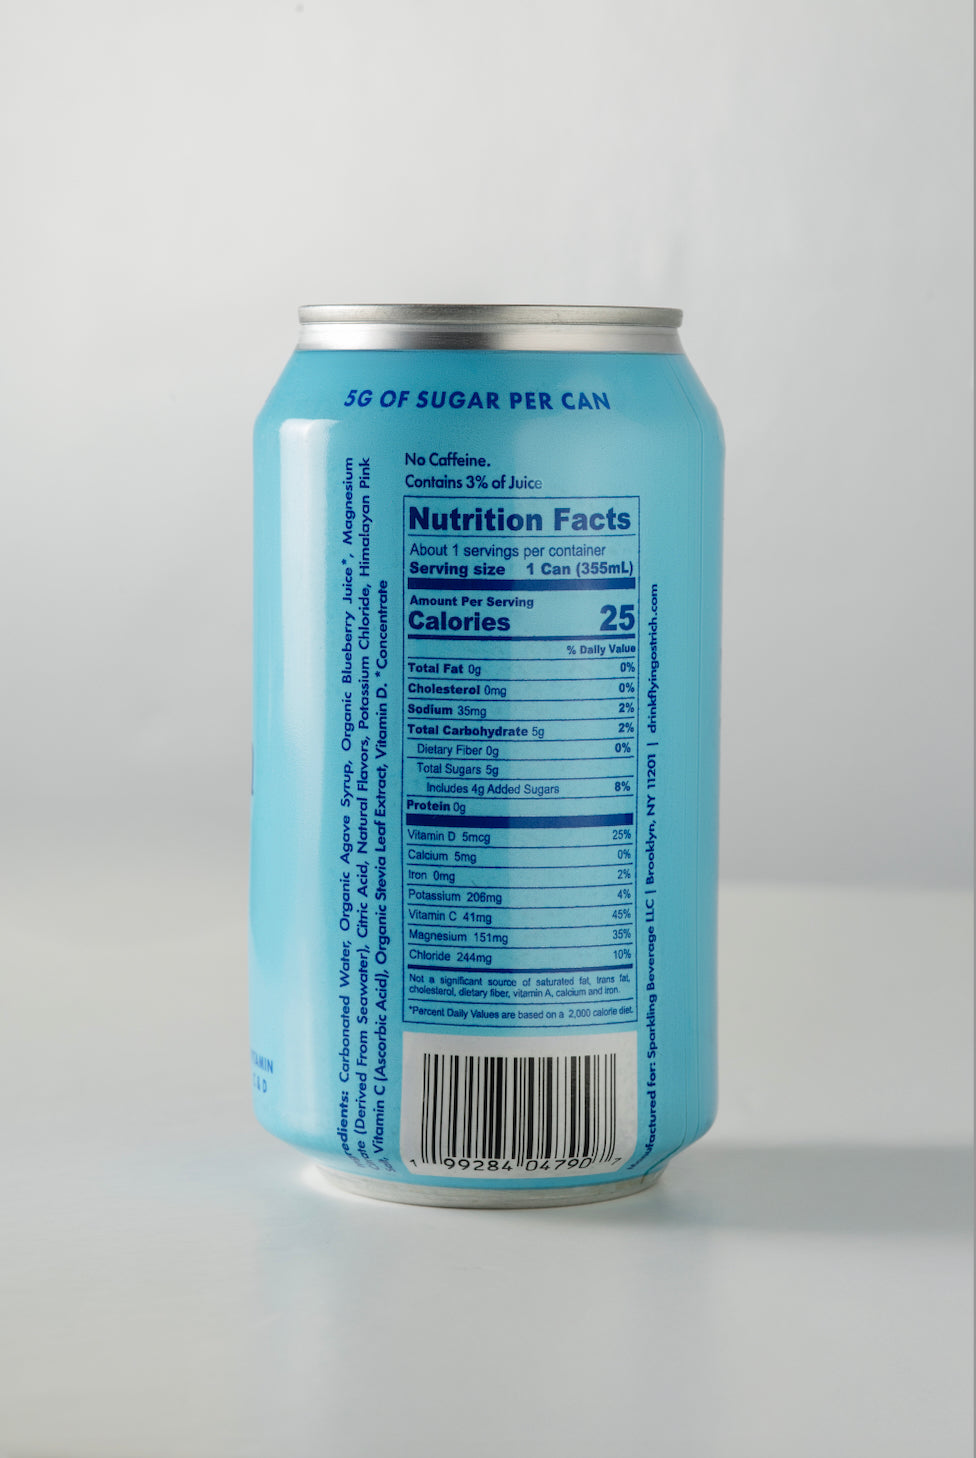 5G OF SUGAR PER CAN
No Caffeine.
Contains 3% of Juice
Nutrition Facts
About 1 servings per container
Serving size 1 Can (355mL)
Amount Per Serving
Calories 25
% Daily Value
Total Fat 0g 0%
Cholesterol 0mg 0%
Sodium 35mg 2%
Total Carbohydrate 5g 2%
Dietary Fiber 0g 0%
Total Sugars 5g
Includes 4g Added Sugars 8%
Protein 0g
Vitamin D 5mcg 25%
Calcium 5mg 0%
Iron 0mg 2%
Potassium 206mg 4%
Vitamin C 41mg 45%
Magnesium 151mg 35%
Chloride 244mg 10%
Not a significant source of saturated fat, trans fat,
cholesterol, dietary fiber, vitamin A, calcium and iron.
*Percent Daily Values are based on a 2,000 calorie diet.
1 99284 04790 7
Carbonated Water, Organic Agave Syrup, Organic Blueberry Juice*, Magnesium
(Derived From Seawater), Citric Acid, Natural Flavors, Potassium Chloride, Himalayan Pink
Vitamin C (Ascorbic Acid), Organic Stevia Leaf Extract, Vitamin D. *Concentrate
Manufactured for: Sparkling Beverage LLC | Brooklyn, NY 11201 | drinkflyingostrich.com